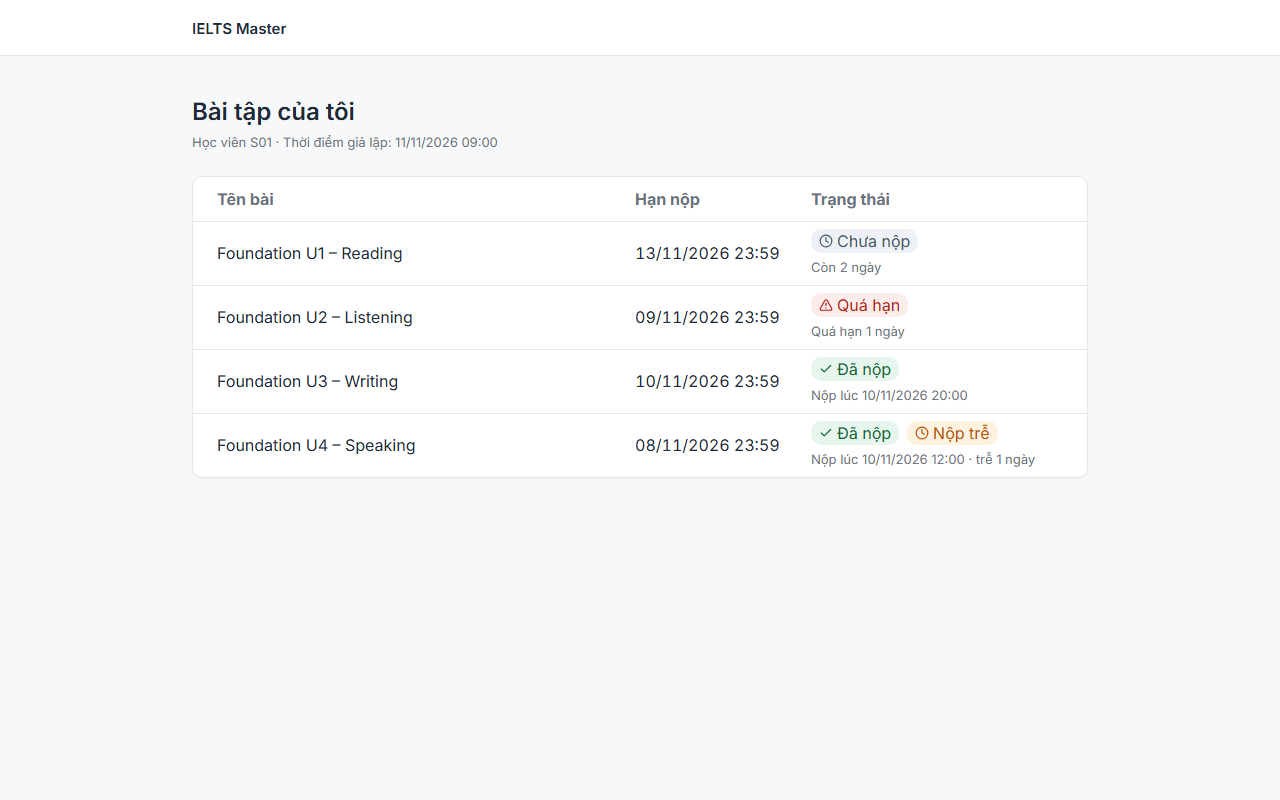 IELTS Master
Bài tập của tôi
Học viên S01 · Thời điểm giả lập: 11/11/2026 09:00
Tên bài Hạn nộp Trạng thái
Foundation U1 – Reading 13/11/2026 23:59 Chưa nộp
Còn 2 ngày
Foundation U2 – Listening 09/11/2026 23:59 Quá hạn
Quá hạn 1 ngày
Foundation U3 – Writing 10/11/2026 23:59 Đã nộp
Nộp lúc 10/11/2026 20:00
Foundation U4 – Speaking 08/11/2026 23:59 Đã nộp Nộp trễ
Nộp lúc 10/11/2026 12:00 · trễ 1 ngày